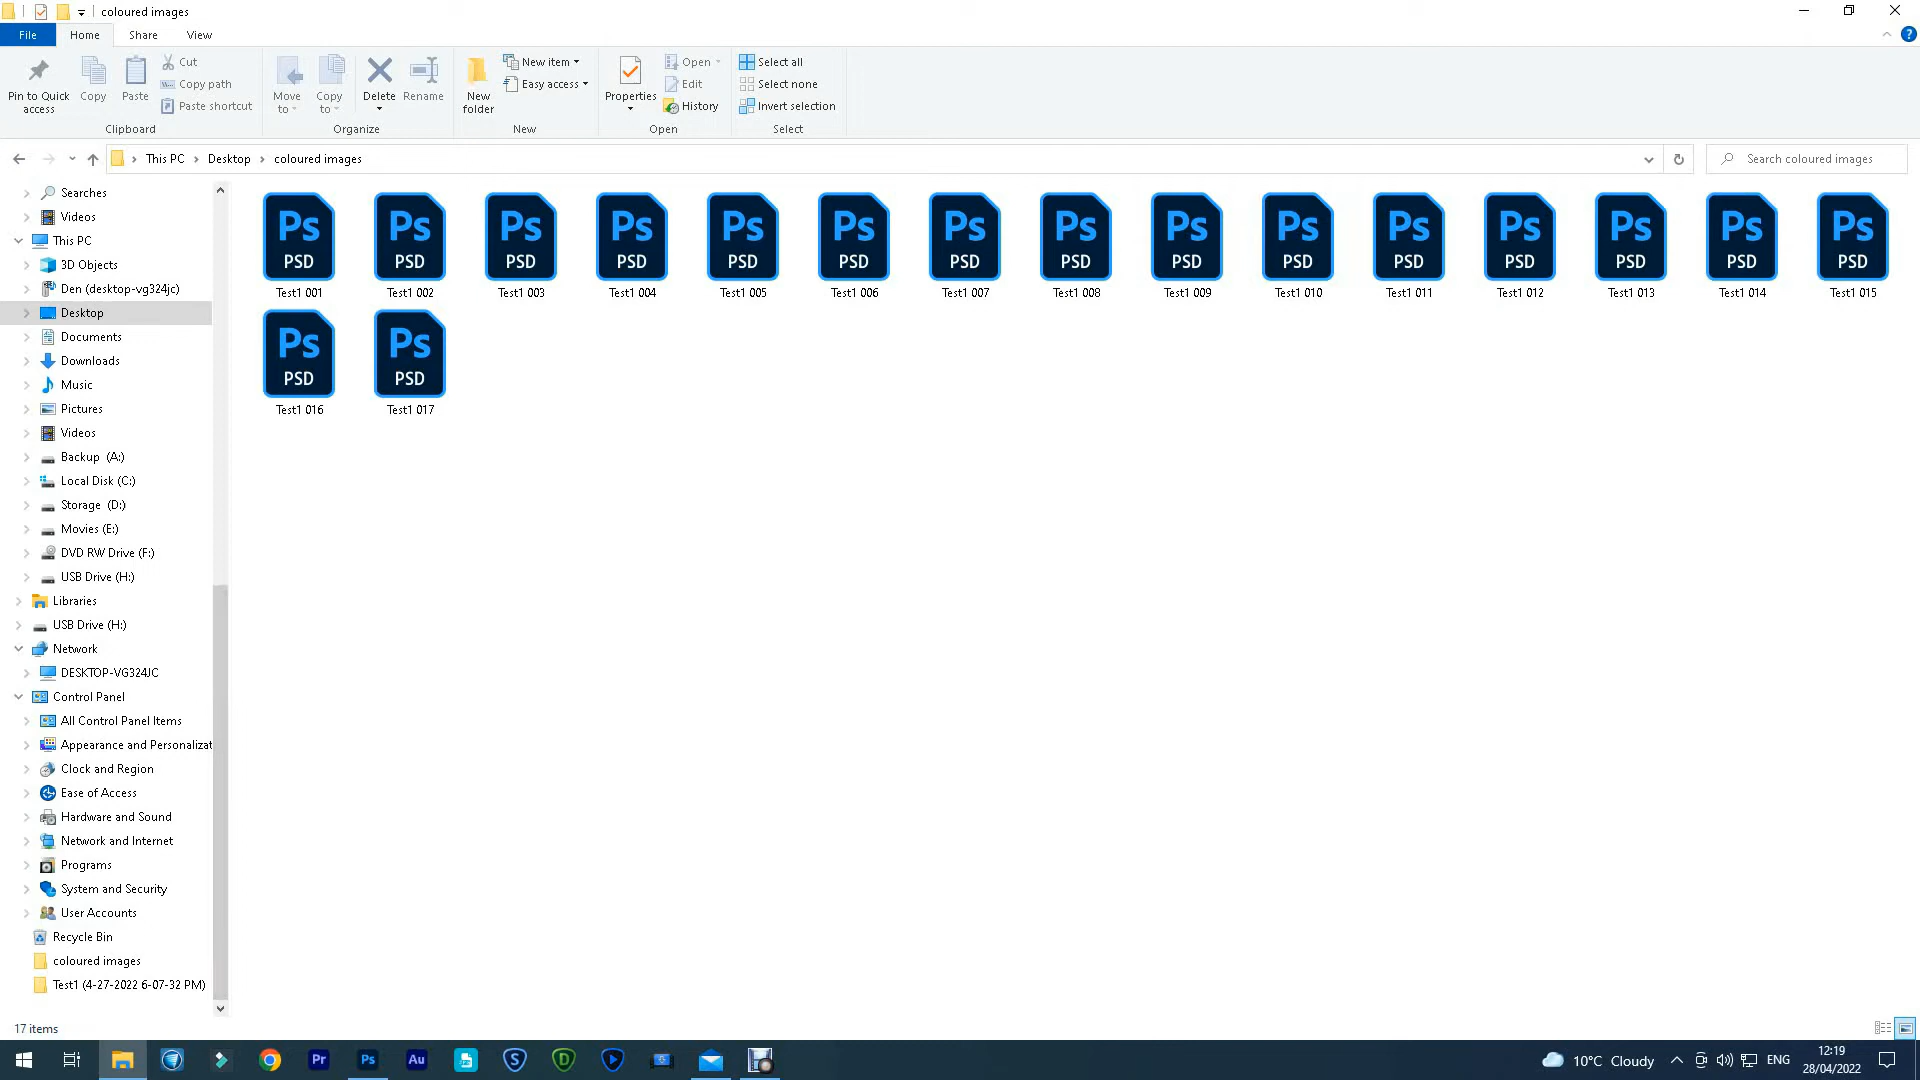 coloured images
File Home Share View
Pin to Quick access
Copy
Paste
Cut
Copy path
Paste shortcut
Clipboard
Move to
Copy to
Delete
Rename
Organize
New folder
New item
Easy access
New
Properties
Open
Edit
History
Open
Select all
Select none
Invert selection
Select
This PC > Desktop > coloured images
Search coloured images
Searches
Videos
This PC
3D Objects
Den (desktop-vg324jc)
Desktop
Documents
Downloads
Music
Pictures
Videos
Backup (A:)
Local Disk (C:)
Storage (D:)
Movies (E:)
DVD RW Drive (F:)
USB Drive (H:)
Libraries
USB Drive (H:)
Network
DESKTOP-VG324JC
Control Panel
All Control Panel Items
Appearance and Personalizat
Clock and Region
Ease of Access
Hardware and Sound
Network and Internet
Programs
System and Security
User Accounts
Recycle Bin
coloured images
Test1 (4-27-2022 6-07-32 PM)
Ps Ps Ps Ps Ps Ps Ps Ps Ps Ps Ps Ps Ps Ps Ps
PSD PSD PSD PSD PSD PSD PSD PSD PSD PSD PSD PSD PSD PSD PSD
Test1 001 Test1 002 Test1 003 Test1 004 Test1 005 Test1 006 Test1 007 Test1 008 Test1 009 Test1 010 Test1 011 Test1 012 Test1 013 Test1 014 Test1 015
Ps Ps
PSD PSD
Test1 016 Test1 017
17 items
Pr Ps Au S D
10°C Cloudy
ENG
12:19
28/04/2022